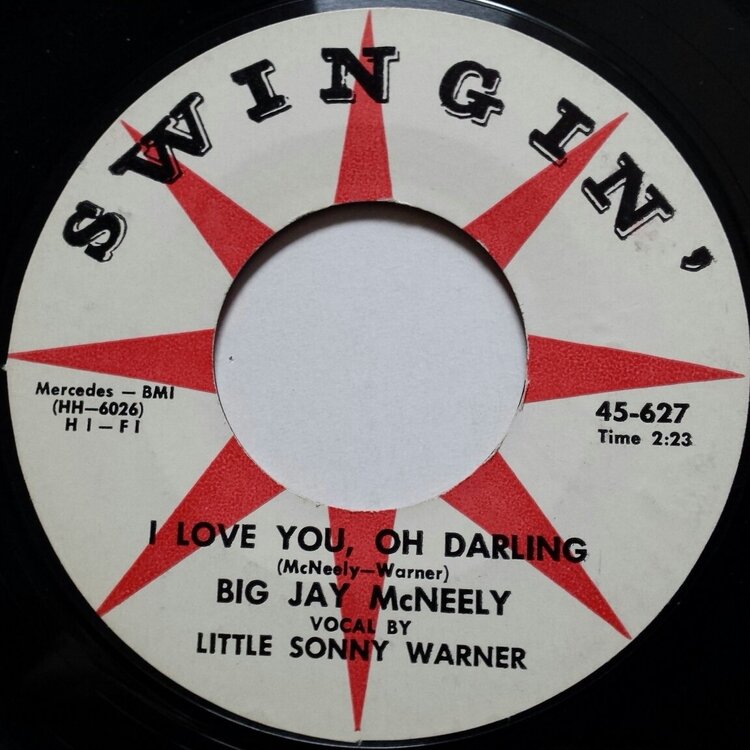 SWINGIN'
Mercedes — BMI
(HH—6026)
HI—FI
45-627
Time 2:23
I LOVE YOU, OH DARLING
(McNeely—Warner)
BIG JAY McNEELY
VOCAL BY
LITTLE SONNY WARNER